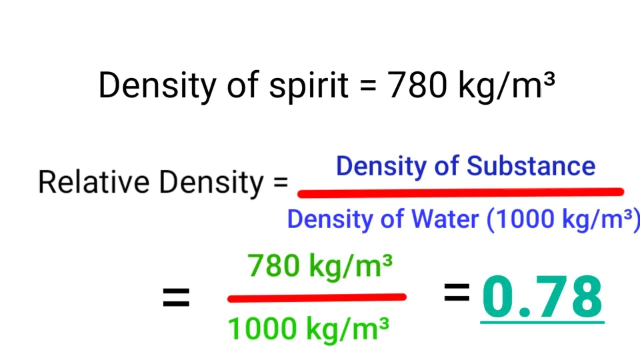 Density of spirit = 780 kg/m³
Density of Substance
Relative Density =
Density of Water (1000 kg/m³)
780 kg/m³
= = 0.78
1000 kg/m³